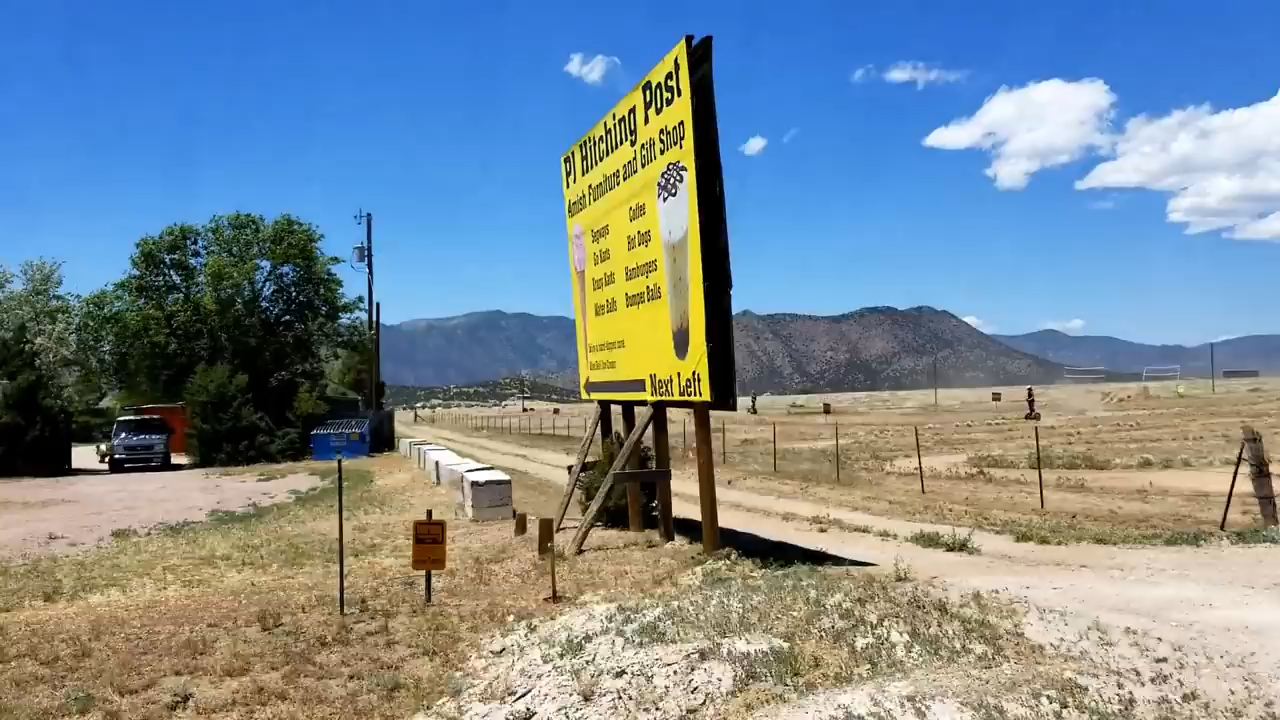 PJ Hitching Post
Amish Furniture and Gift Shop
Segways
Go Karts
Krazy Karts
Water Balls
Coffee
Hot Dogs
Hamburgers
Bumper Balls
Next Left